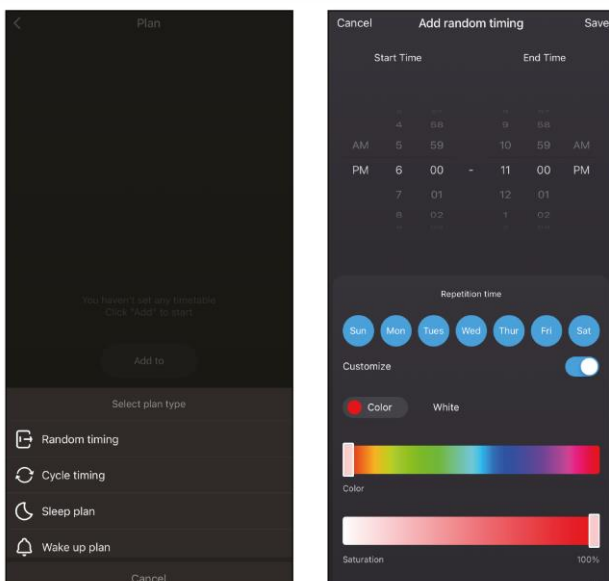 Plan
You haven't set any timetable
Click "Add" to start
Add to
Select plan type
Random timing
Cycle timing
Sleep plan
Wake up plan
Cancel
Cancel Add random timing Save
Start Time End Time
4 58 9 58
AM 5 59 10 59 AM
PM 6 00 - 11 00 PM
7 01 12 01
8 02 1 02
Repetition time
Sun Mon Tues Wed Thur Fri Sat
Customize
Color White
Color
Saturation 100%